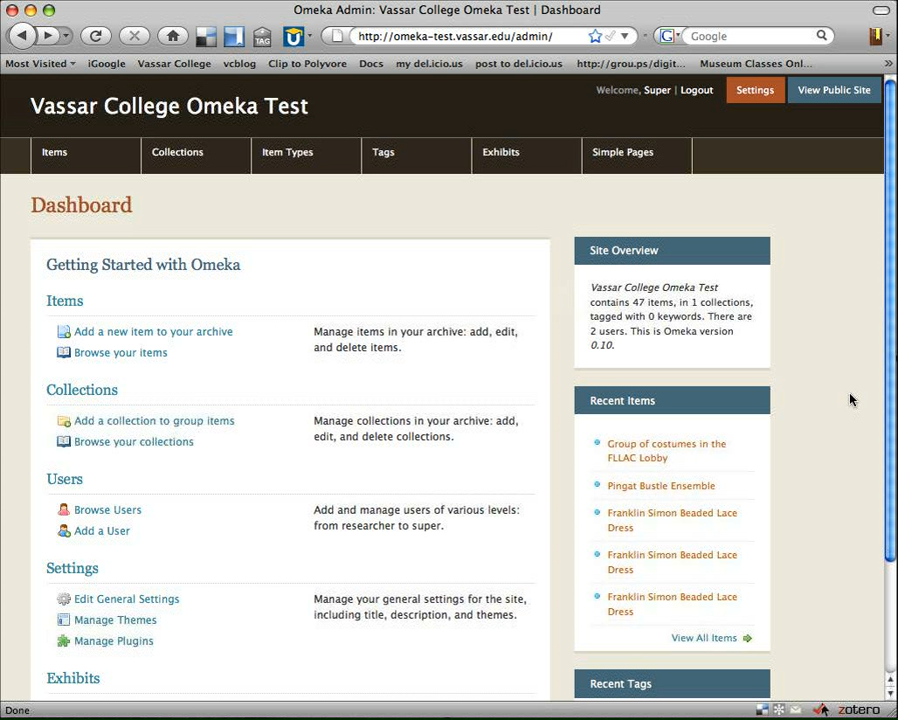 Omeka Admin: Vassar College Omeka Test | Dashboard
TAG
http://omeka-test.vassar.edu/admin/
G
Google
Most Visited
iGoogle
Vassar College
vcblog
Clip to Polyvore
Docs
my del.icio.us
post to del.icio.us
http://grou.ps/digit...
Museum Classes Onl...
»
Vassar College Omeka Test
Welcome, Super | Logout
Settings
View Public Site
Items
Collections
Item Types
Tags
Exhibits
Simple Pages
Dashboard
Getting Started with Omeka
Items
Add a new item to your archive
Browse your items
Manage items in your archive: add, edit,
and delete items.
Collections
Add a collection to group items
Browse your collections
Manage collections in your archive: add,
edit, and delete collections.
Users
Browse Users
Add a User
Add and manage users of various levels:
from researcher to super.
Settings
Edit General Settings
Manage Themes
Manage Plugins
Manage your general settings for the site,
including title, description, and themes.
Exhibits
Site Overview
Vassar College Omeka Test
contains 47 items, in 1 collections,
tagged with 0 keywords. There are
2 users. This is Omeka version
0.10.
Recent Items
Group of costumes in the
FLLAC Lobby
Pingat Bustle Ensemble
Franklin Simon Beaded Lace
Dress
Franklin Simon Beaded Lace
Dress
Franklin Simon Beaded Lace
Dress
View All Items
Recent Tags
Done
zotero